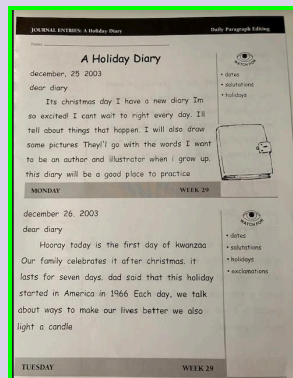 JOURNAL ENTRIES: A Holiday Diary
Daily Paragraph Editing
Name
A Holiday Diary
WATCH FOR
december, 25 2003
• dates
dear diary
• salutations
• holidays
Its christmas day I have a new diary Im
so excited! I cant wait to right every day. Ill
tell about things that happen. I will also draw
some pictures Theyl'l go with the words I want
to be an author and illustrator when i grow up.
this diary will be a good place to practice
MONDAY
WEEK 29
december 26. 2003
WATCH FOR
dear diary
• dates
• salutations
• holidays
• exclamations
Hooray today is the first day of kwanzaa
Our family celebrates it after christmas. it
lasts for seven days. dad said that this holiday
started in America in 1966 Each day, we talk
about ways to make our lives better we also
light a candle
TUESDAY
WEEK 29